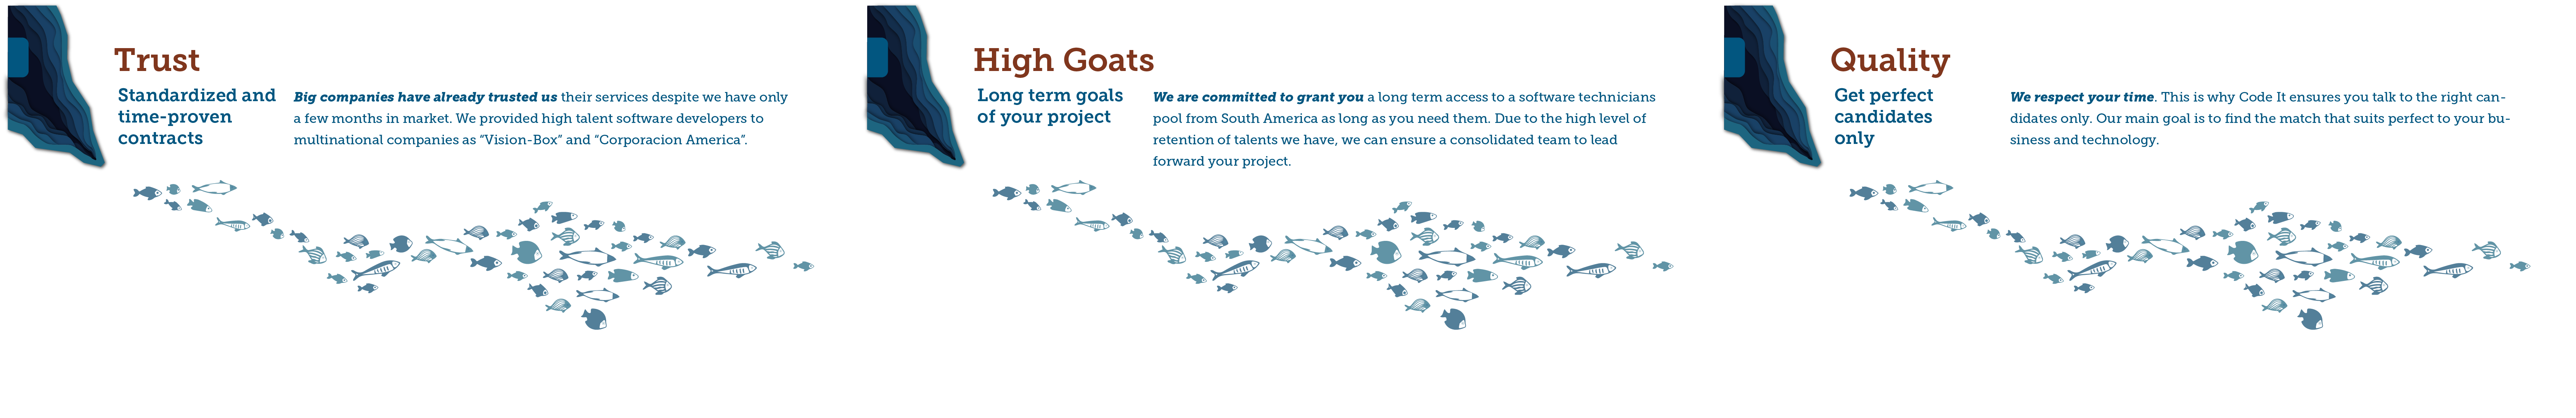 Trust
Standardized and
time-proven
contracts
Big companies have already trusted us their services despite we have only
a few months in market. We provided high talent software developers to
multinational companies as “Vision-Box” and “Corporacion America”.
High Goats
Long term goals
of your project
We are committed to grant you a long term access to a software technicians
pool from South America as long as you need them. Due to the high level of
retention of talents we have, we can ensure a consolidated team to lead
forward your project.
Quality
Get perfect
candidates
only
We respect your time. This is why Code It ensures you talk to the right can-
didates only. Our main goal is to find the match that suits perfect to your bu-
siness and technology.